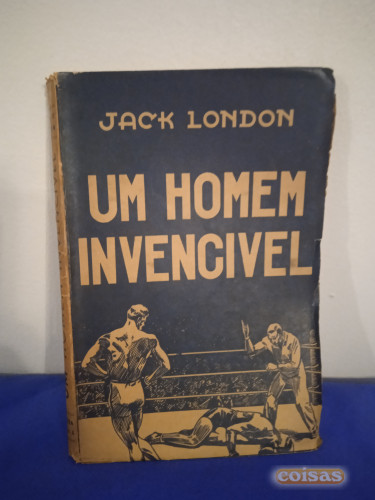 JACK LONDON
UM HOMEM
INVENCIVEL
coisas